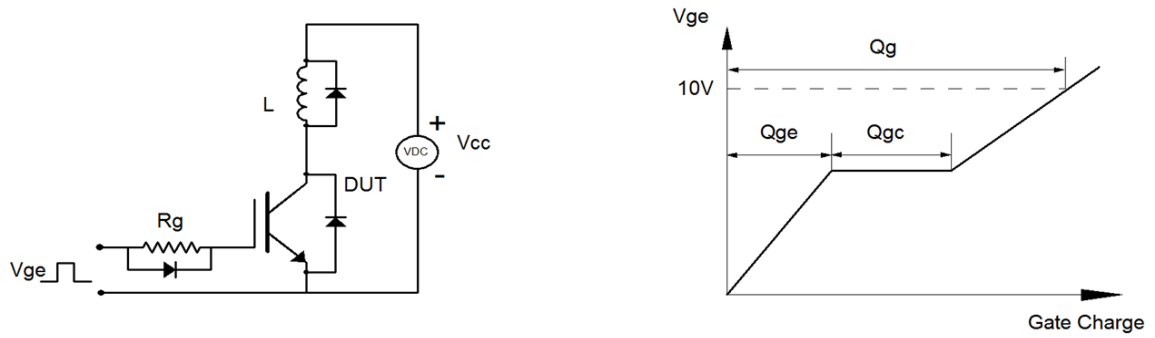 L
+
VDC
Vcc
-
DUT
Rg
Vge
Vge
Qg
10V
Qge
Qgc
Gate Charge